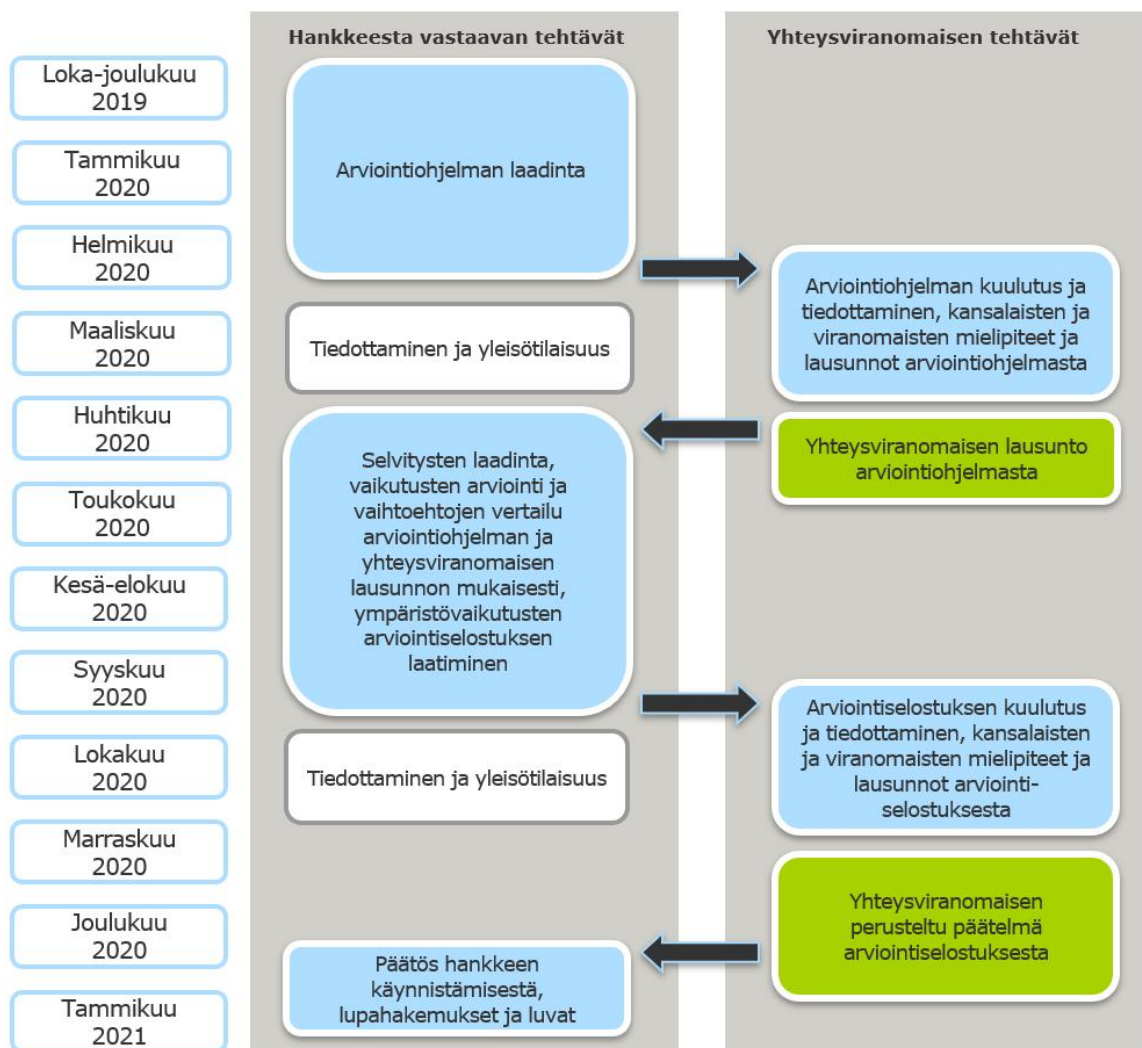 Hankkeesta vastaavan tehtävät
Yhteysviranomaisen tehtävät
Loka-joulukuu
2019
Tammikuu
2020
Helmikuu
2020
Maaliskuu
2020
Huhtikuu
2020
Toukokuu
2020
Kesä-elokuu
2020
Syyskuu
2020
Lokakuu
2020
Marraskuu
2020
Joulukuu
2020
Tammikuu
2021
Arviointiohjelman laadinta
Tiedottaminen ja yleisötilaisuus
Selvitysten laadinta,
vaikutusten arviointi ja
vaihtoehtojen vertailu
arviointiohjelman ja
yhteysviranomaisen
lausunnon mukaisesti,
ympäristövaikutusten
arviointiselostuksen
laatiminen
Tiedottaminen ja yleisötilaisuus
Päätös hankkeen
käynnistämisestä,
lupahakemukset ja luvat
Arviointiohjelman kuulutus ja
tiedottaminen, kansalaisten ja
viranomaisten mielipiteet ja
lausunnot arviointiohjelmasta
Yhteysviranomaisen lausunto
arviointiohjelmasta
Arviointiselostuksen kuulutus
ja tiedottaminen, kansalaisten
ja viranomaisten mielipiteet ja
lausunnot arviointi-
selostuksesta
Yhteysviranomaisen
perusteltu päätelmä
arviointiselostuksesta